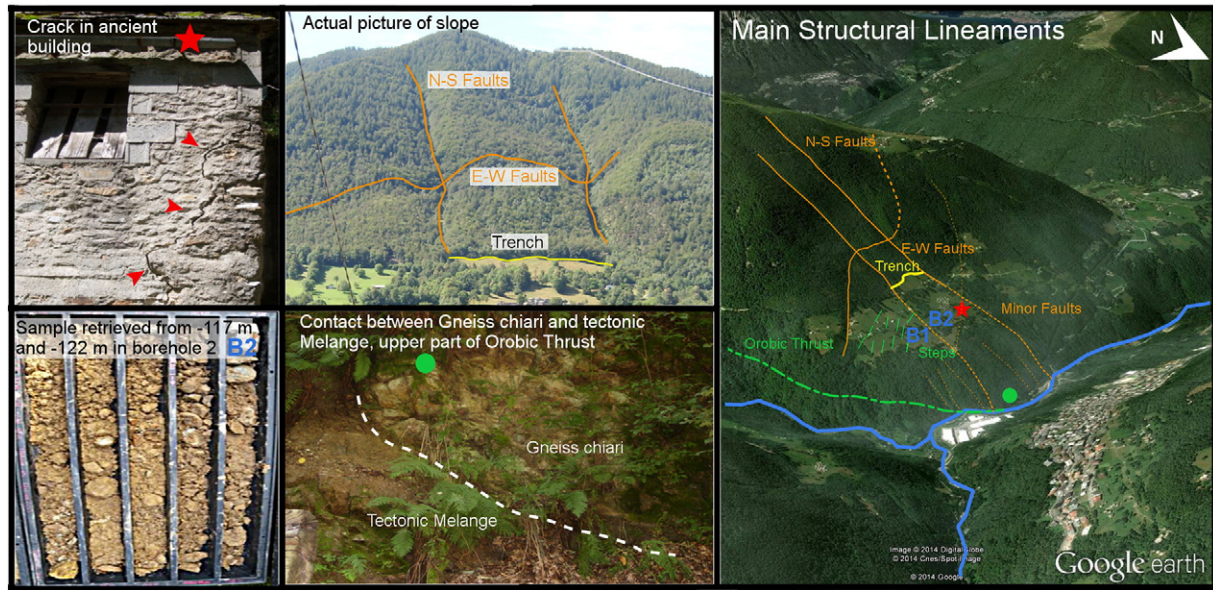 Crack in ancient
building
Actual picture of slope
N-S Faults
E-W Faults
Trench
Main Structural Lineaments
N
N-S Faults
E-W Faults
Trench
Minor Faults
B2
B1
Orobic Thrust
Steps
Image © 2014 DigitalGlobe
© 2014 Cnes/Spot Image
© 2014 Google
Google earth
Sample retrieved from -117 m
and -122 m in borehole 2 B2
Contact between Gneiss chiari and tectonic
Melange, upper part of Orobic Thrust
Gneiss chiari
Tectonic Melange